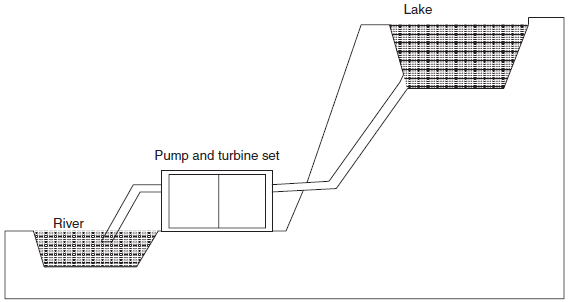 Lake
Pump and turbine set
River